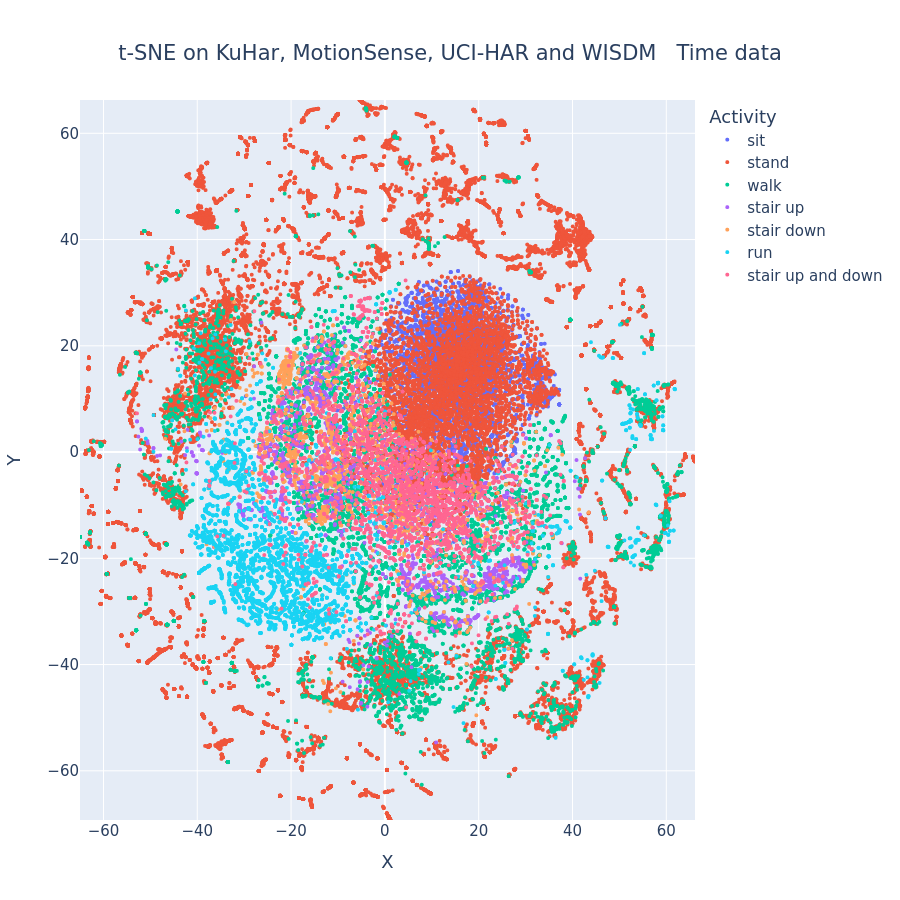 t-SNE on KuHar, MotionSense, UCI-HAR and WISDM   Time data
Activity
sit
stand
walk
stair up
stair down
run
stair up and down
60
40
20
0
−20
−40
−60
Y
−60 −40 −20 0 20 40 60
X